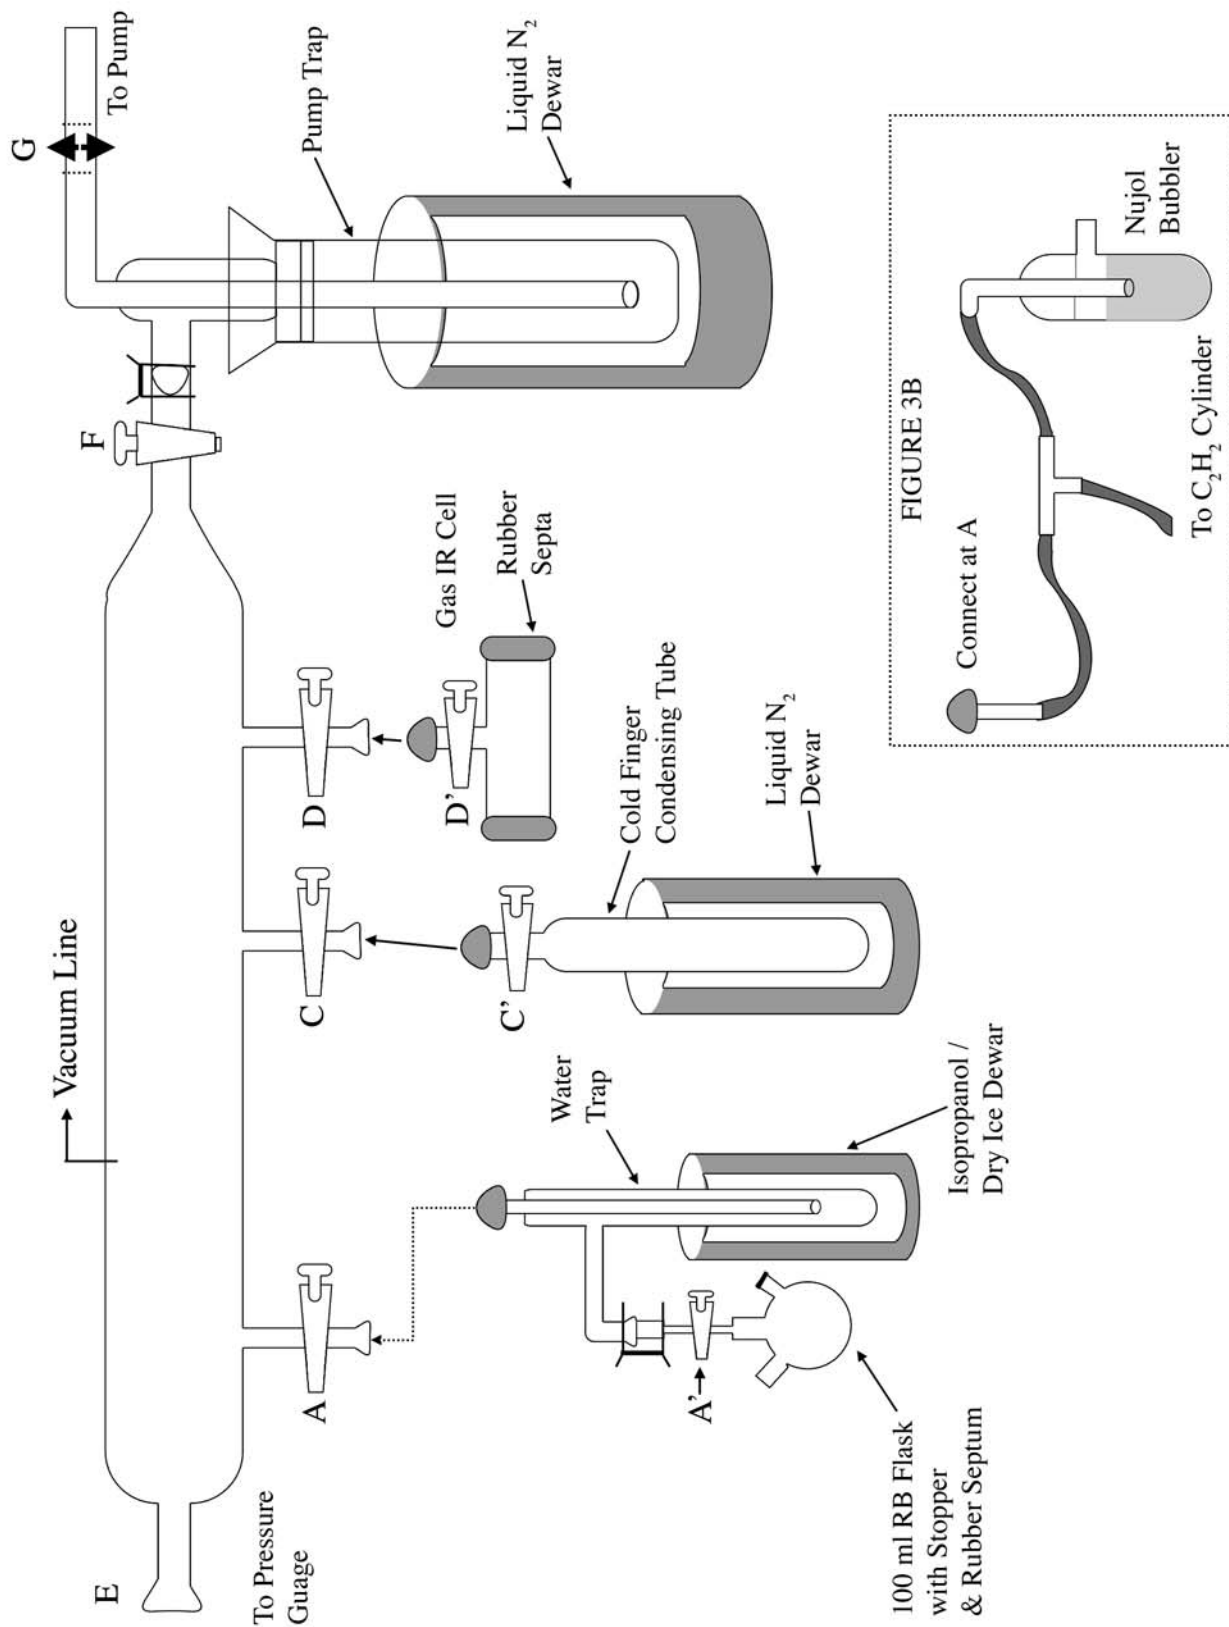 Vacuum Line
G
To Pump
F
Pump Trap
Liquid N₂
Dewar
E
To Pressure
Guage
A
C
D
D’
Gas IR Cell
Rubber
Septa
C’
Cold Finger
Condensing Tube
Liquid N₂
Dewar
Water
Trap
A’
Isopropanol /
Dry Ice Dewar
100 ml RB Flask
with Stopper
& Rubber Septum
FIGURE 3B
Connect at A
Nujol
Bubbler
To C₂H₂ Cylinder